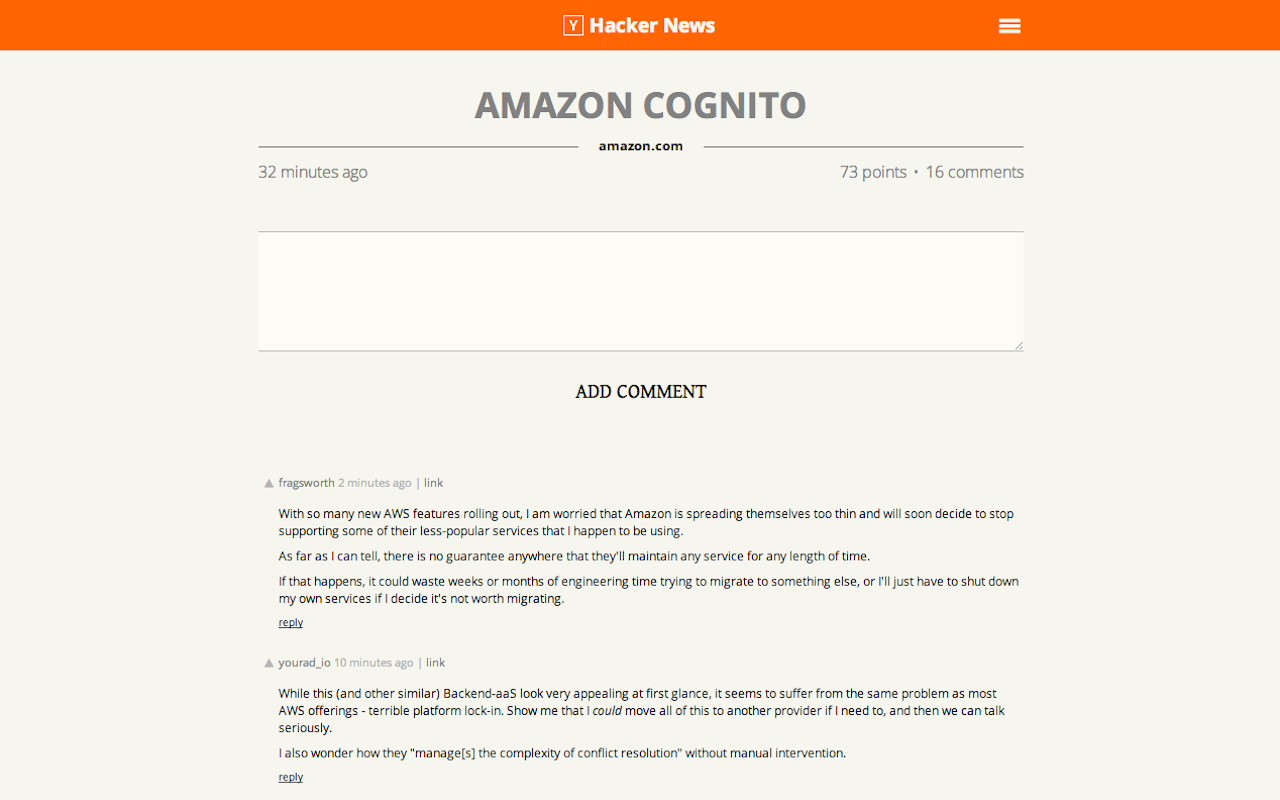 Y Hacker News
AMAZON COGNITO
amazon.com
32 minutes ago
73 points • 16 comments
ADD COMMENT
▲ fragsworth 2 minutes ago | link
With so many new AWS features rolling out, I am worried that Amazon is spreading themselves too thin and will soon decide to stop
supporting some of their less-popular services that I happen to be using.
As far as I can tell, there is no guarantee anywhere that they'll maintain any service for any length of time.
If that happens, it could waste weeks or months of engineering time trying to migrate to something else, or I'll just have to shut down
my own services if I decide it's not worth migrating.
reply
▲ yourad_io 10 minutes ago | link
While this (and other similar) Backend-aaS look very appealing at first glance, it seems to suffer from the same problem as most
AWS offerings - terrible platform lock-in. Show me that I could move all of this to another provider if I need to, and then we can talk
seriously.
I also wonder how they "manage[s] the complexity of conflict resolution" without manual intervention.
reply